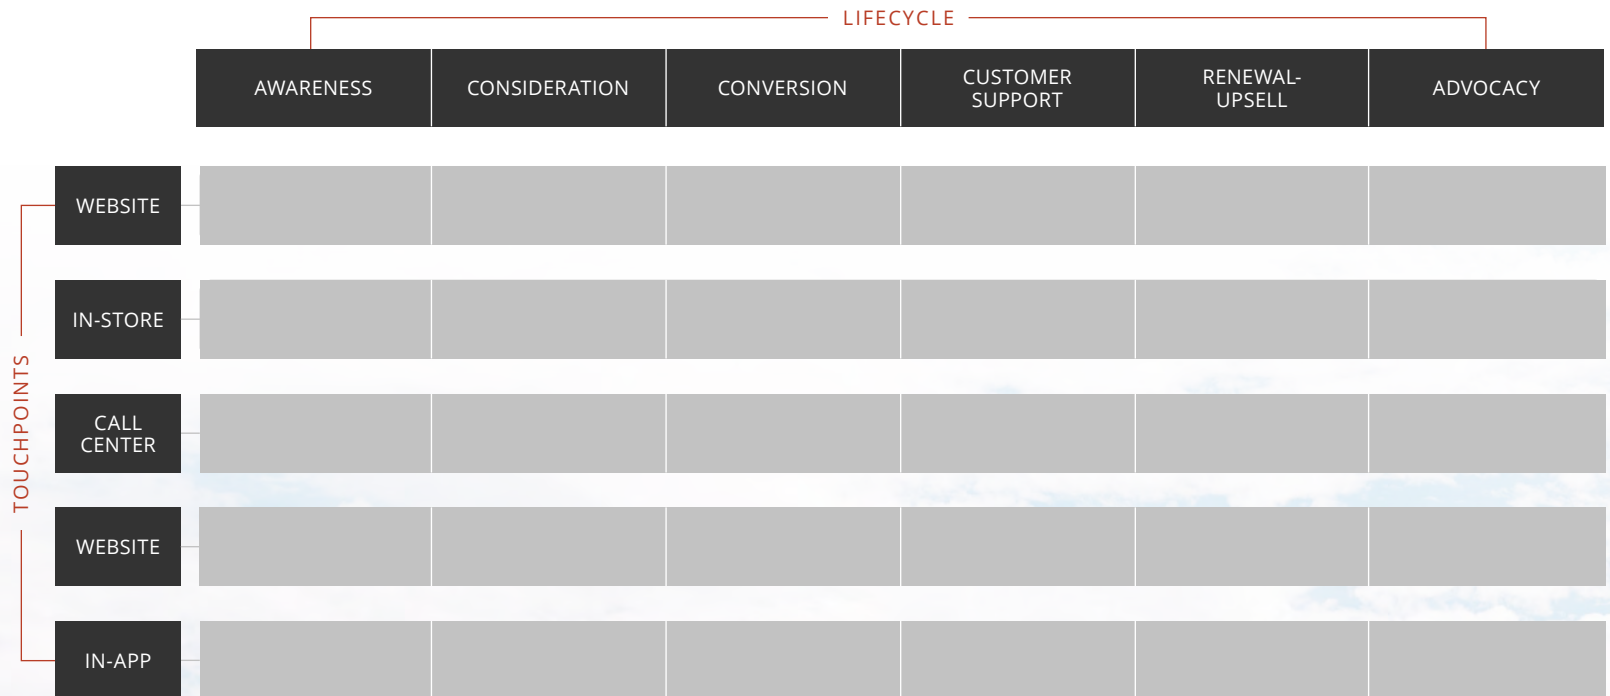 LIFECYCLE
AWARENESS
CONSIDERATION
CONVERSION
CUSTOMER
SUPPORT
RENEWAL-
UPSELL
ADVOCACY
TOUCHPOINTS
WEBSITE
IN-STORE
CALL
CENTER
WEBSITE
IN-APP